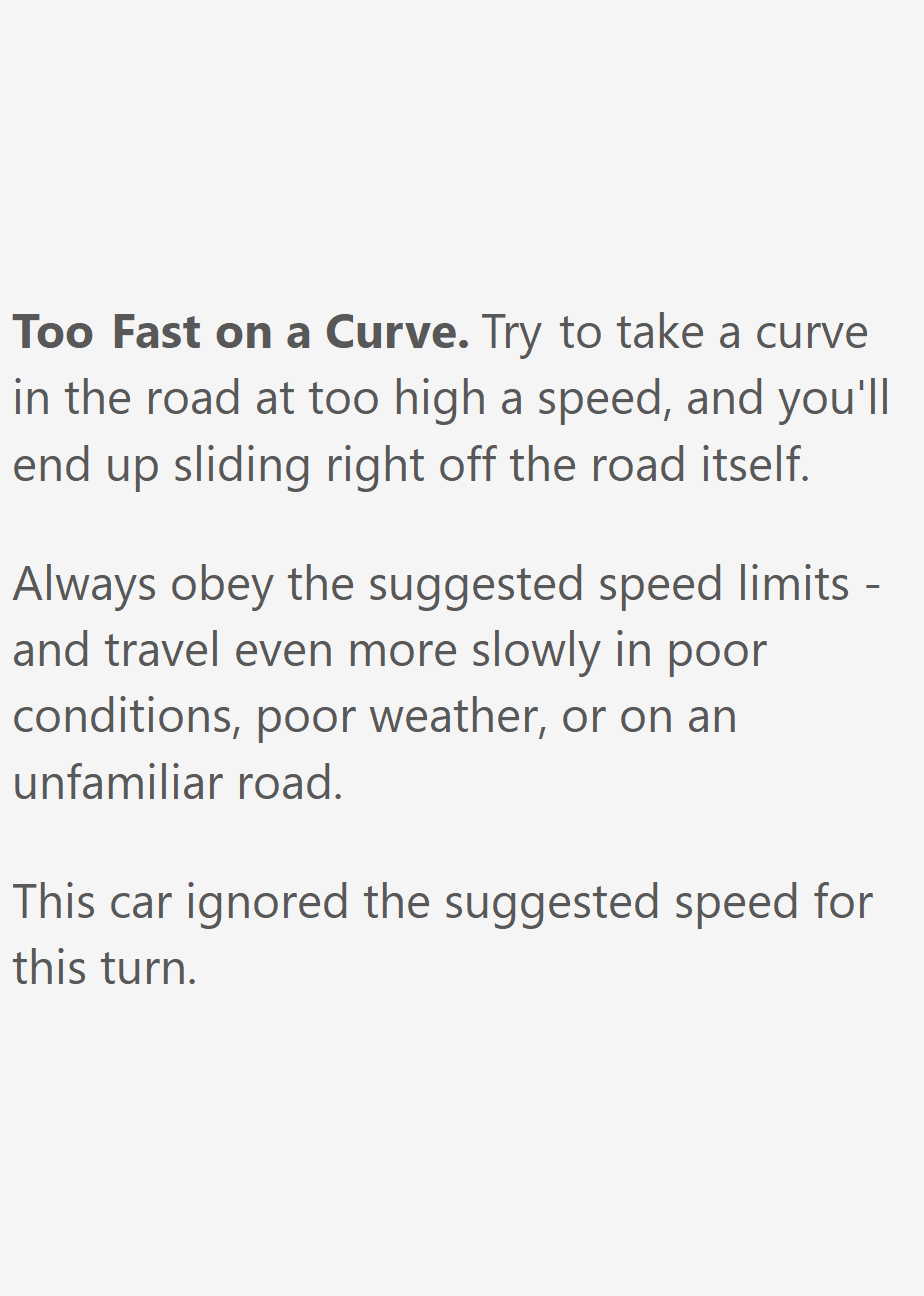 Too Fast on a Curve. Try to take a curve
in the road at too high a speed, and you'll
end up sliding right off the road itself.
Always obey the suggested speed limits -
and travel even more slowly in poor
conditions, poor weather, or on an
unfamiliar road.
This car ignored the suggested speed for
this turn.